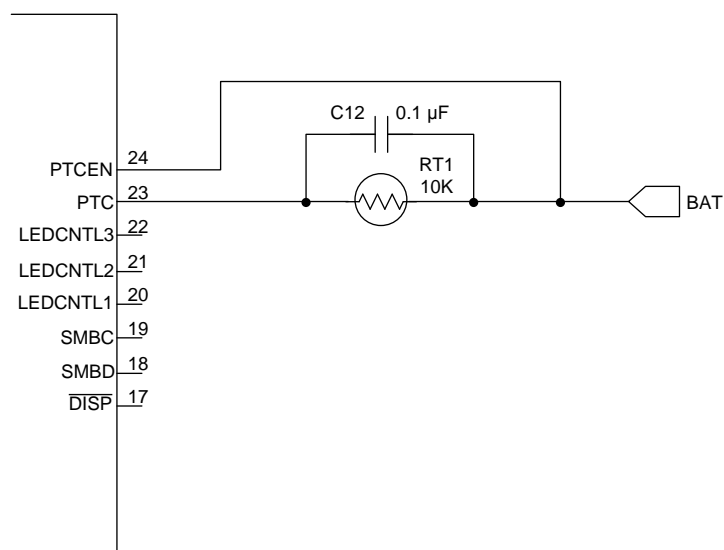 C12 0.1 µF
PTCEN 24
RT1
10K
PTC 23
BAT
LEDCNTL3 22
LEDCNTL2 21
LEDCNTL1 20
SMBC 19
SMBD 18
DISP 17